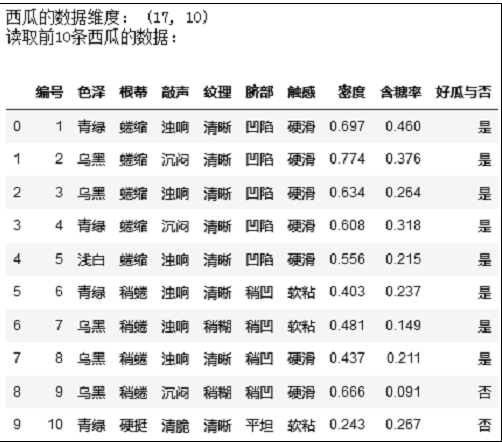 西瓜的数据维度： (17, 10)
读取前10条西瓜的数据：
编号 色泽 根蒂 敲声 纹理 脐部 触感 密度 含糖率 好瓜与否
0 1 青绿 蜷缩 浊响 清晰 凹陷 硬滑 0.697 0.460 是
1 2 乌黑 蜷缩 沉闷 清晰 凹陷 硬滑 0.774 0.376 是
2 3 乌黑 蜷缩 浊响 清晰 凹陷 硬滑 0.634 0.264 是
3 4 青绿 蜷缩 沉闷 清晰 凹陷 硬滑 0.608 0.318 是
4 5 浅白 蜷缩 浊响 清晰 凹陷 硬滑 0.556 0.215 是
5 6 青绿 稍蜷 浊响 清晰 稍凹 软粘 0.403 0.237 是
6 7 乌黑 稍蜷 浊响 稍糊 稍凹 软粘 0.481 0.149 是
7 8 乌黑 稍蜷 浊响 清晰 稍凹 硬滑 0.437 0.211 是
8 9 乌黑 稍蜷 沉闷 稍糊 稍凹 硬滑 0.666 0.091 否
9 10 青绿 硬挺 清脆 清晰 平坦 软粘 0.243 0.267 否